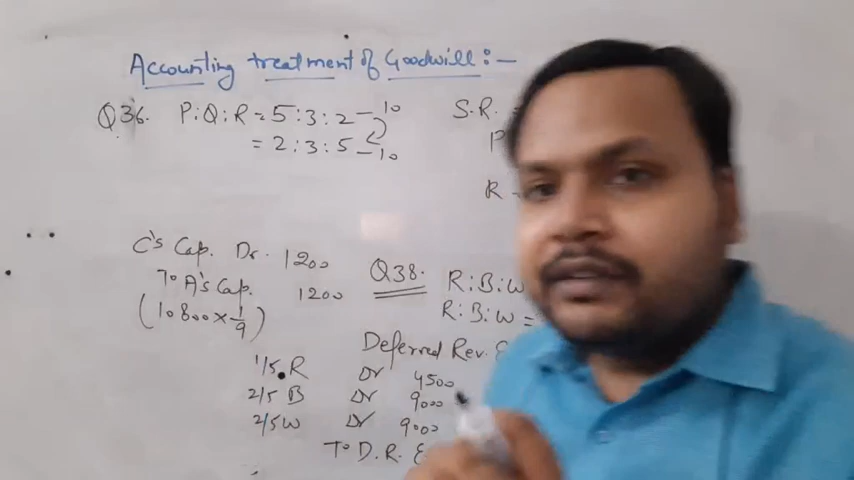 Accounting treatment of Goodwill:-
Q36. P:Q:R = 5:3:2 - 10
= 2:3:5 - 10
S.R.
P
R -
C's Cap. Dr. 1200
To A's Cap. 1200
(10800 × 1/9)
Q38. R:B:W
R:B:W =
Deferred Rev. E
1/5 R Dr 4500
2/5 B Dr 9000
2/5 W Dr 9000
To D.R. E